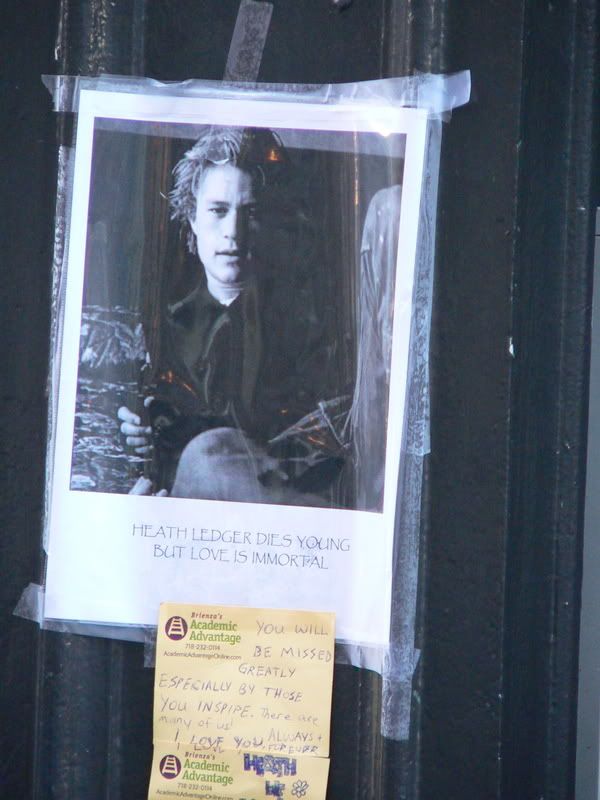 HEATH LEDGER DIES YOUNG
BUT LOVE IS IMMORTAL
Brienza's
Academic
Advantage
718-232-0114
AcademicAdvantageOnline.com
YOU WILL
BE MISSED
GREATLY
ESPECIALLY BY THOSE
YOU INSPIRE. There are
many of us!
I LOVE YOU ALWAYS +
FOREVER
Brienza's
Academic
Advantage
718-232-0114
AcademicAdvantageOnline.com
HEATH